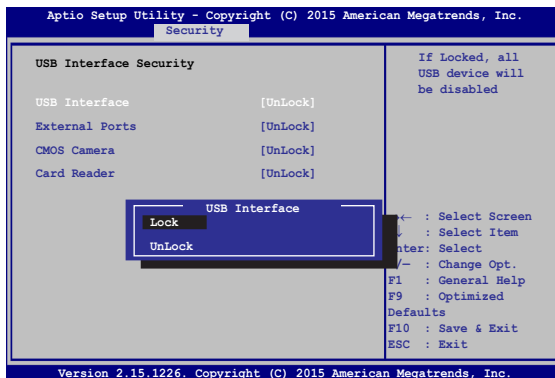 Aptio Setup Utility - Copyright (C) 2015 American Megatrends, Inc.
Security
USB Interface Security
USB Interface [UnLock]
External Ports [UnLock]
CMOS Camera [UnLock]
Card Reader [UnLock]
If Locked, all
USB device will
be disabled
USB Interface
Lock
UnLock
← : Select Screen
↓ : Select Item
nter: Select
/— : Change Opt.
F1 : General Help
F9 : Optimized
Defaults
F10 : Save & Exit
ESC : Exit
Version 2.15.1226. Copyright (C) 2015 American Megatrends, Inc.